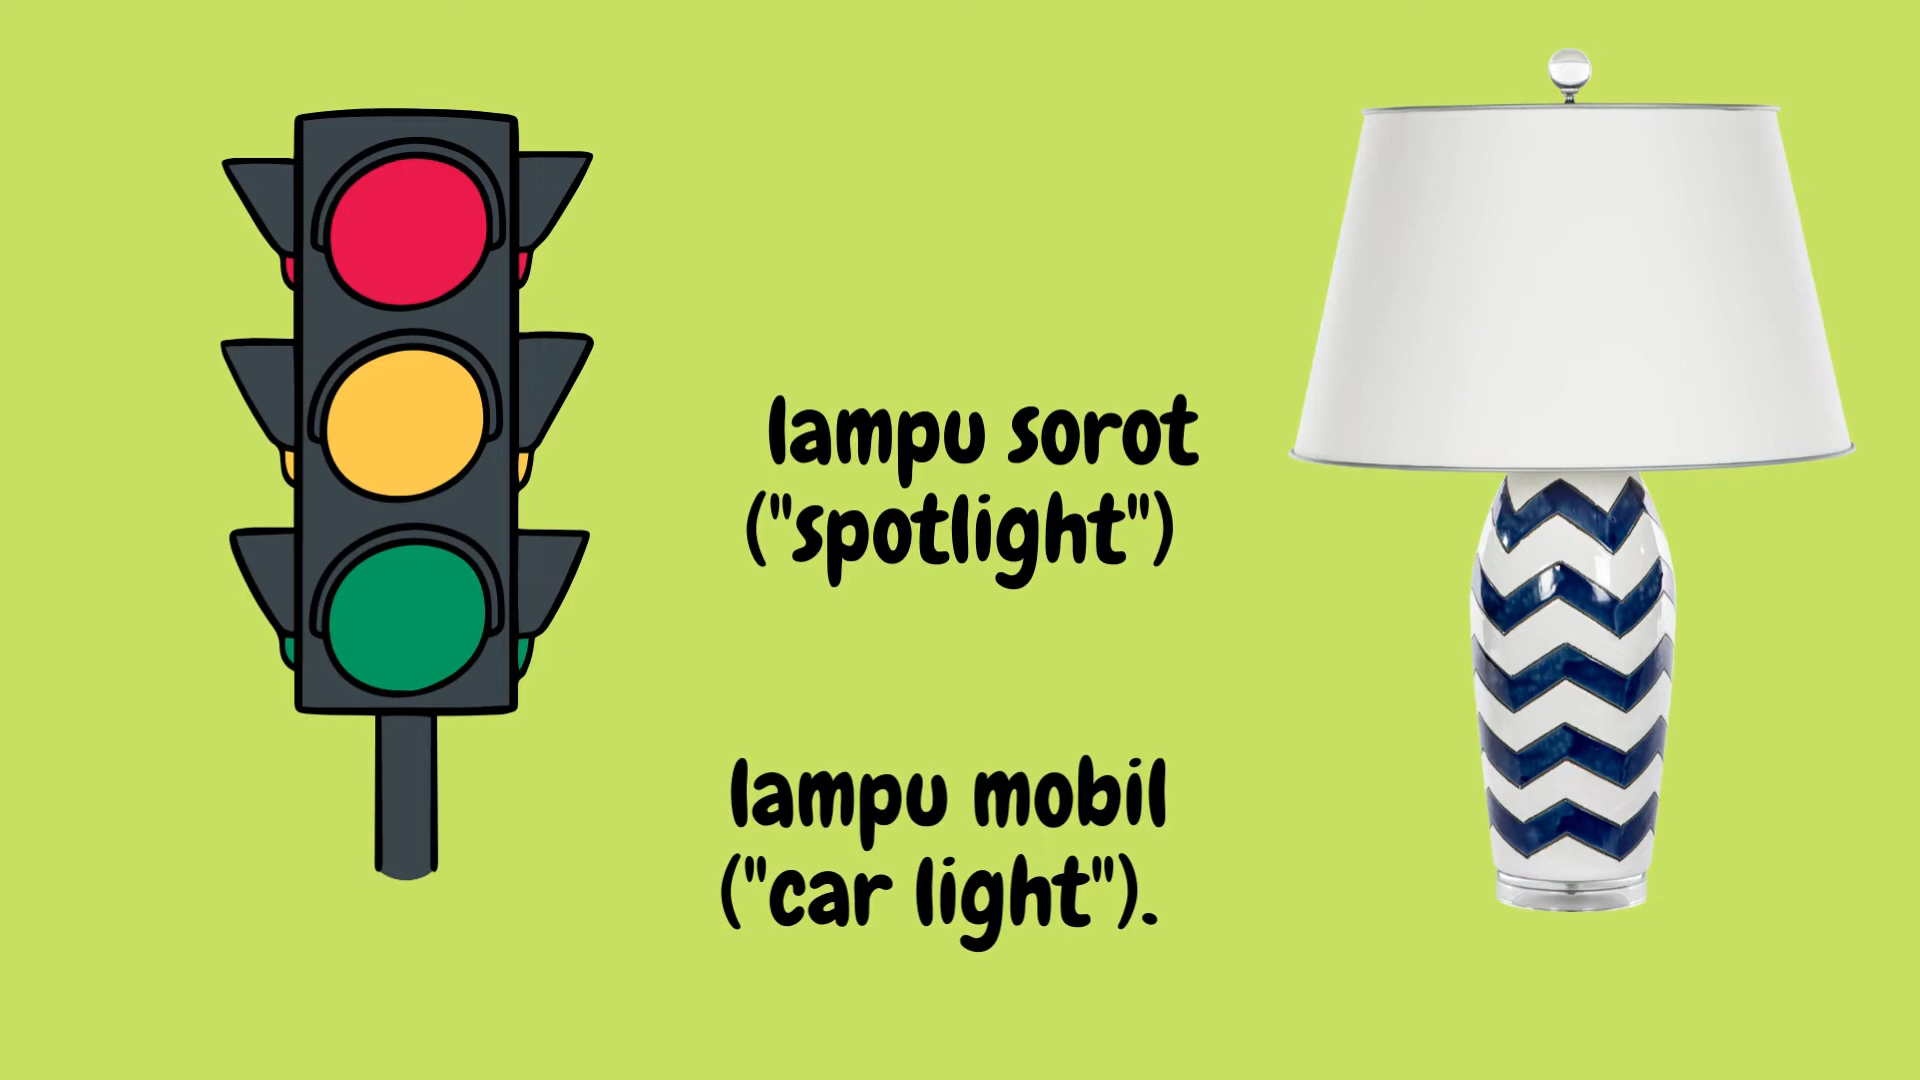 lampu sorot
("spotlight")
lampu mobil
("car light").